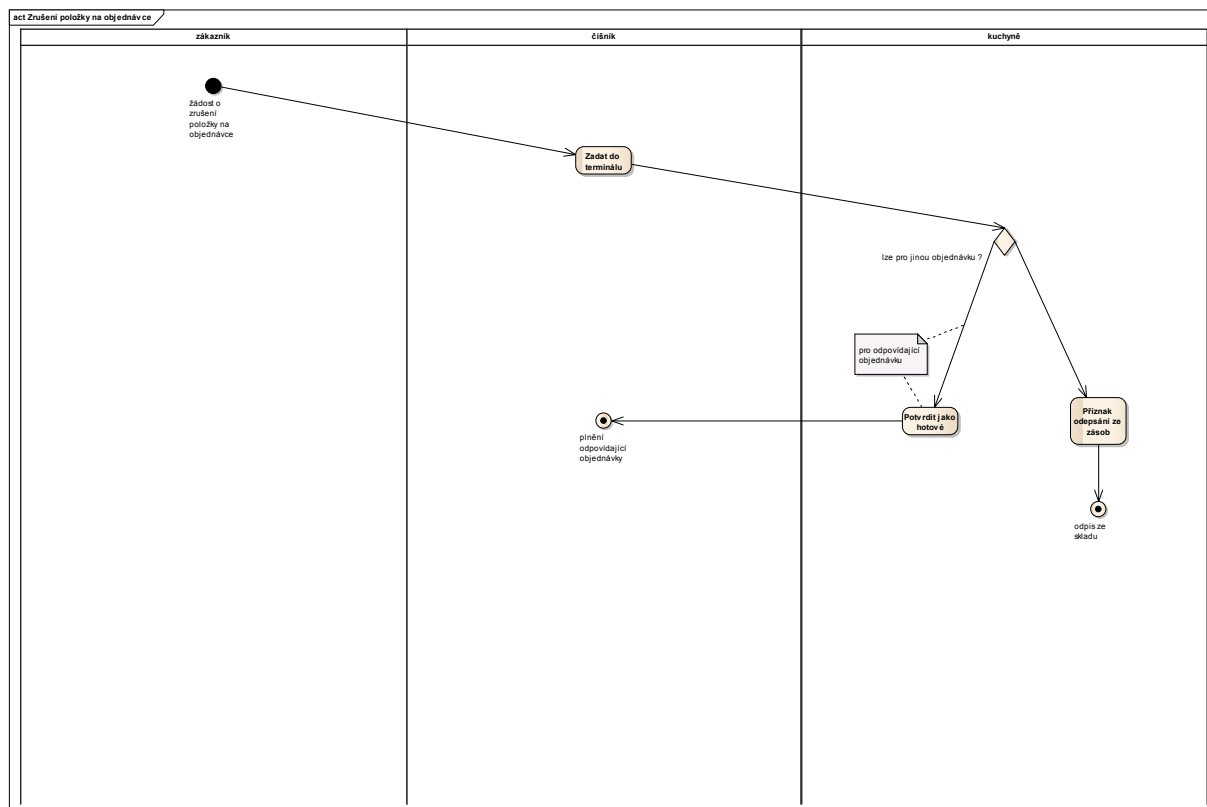 act Zrušení položky na objednávce
zákazník
číšník
kuchyně
žádost o
zrušení
položky na
objednávce
Zadat do
terminálu
lze pro jinou objednávku ?
pro odpovídající
objednávku
Potvrdit jako
hotové
Příznak
odepsání ze
zásob
plnění
odpovídající
objednávky
odpis ze
skladu